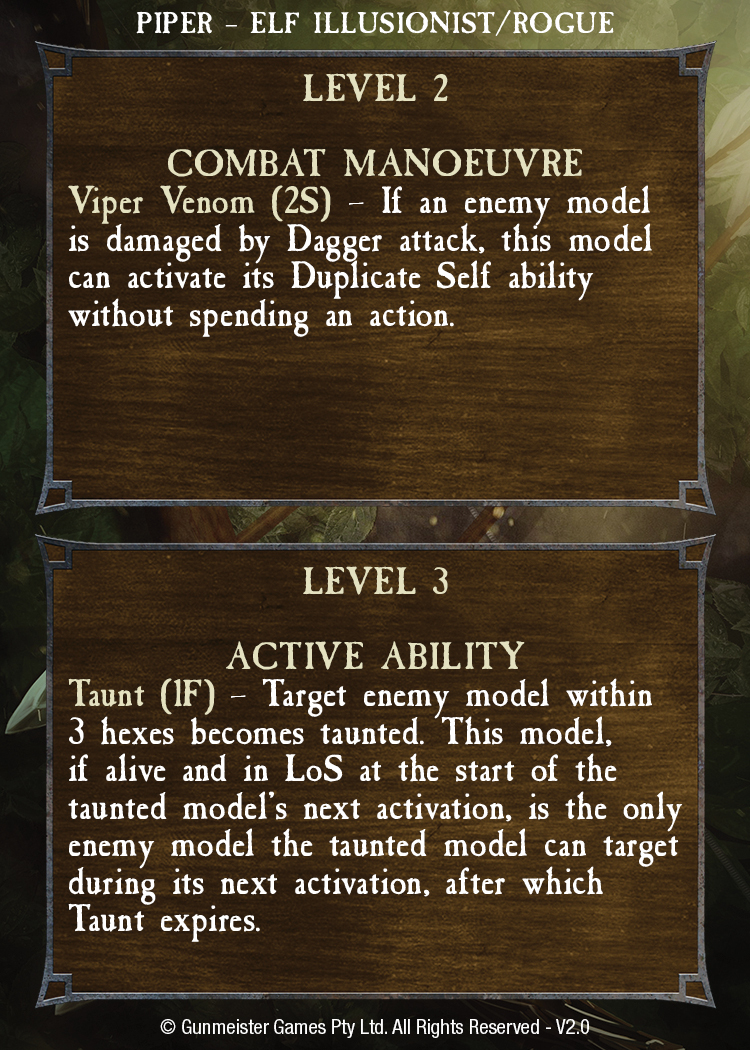 PIPER - ELF ILLUSIONIST/ROGUE
LEVEL 2
COMBAT MANOEUVRE
Viper Venom (2S) - If an enemy model
is damaged by Dagger attack, this model
can activate its Duplicate Self ability
without spending an action.
LEVEL 3
ACTIVE ABILITY
Taunt (1F) - Target enemy model within
3 hexes becomes taunted. This model,
if alive and in LoS at the start of the
taunted model's next activation, is the only
enemy model the taunted model can target
during its next activation, after which
Taunt expires.
© Gunmeister Games Pty Ltd. All Rights Reserved - V2.0